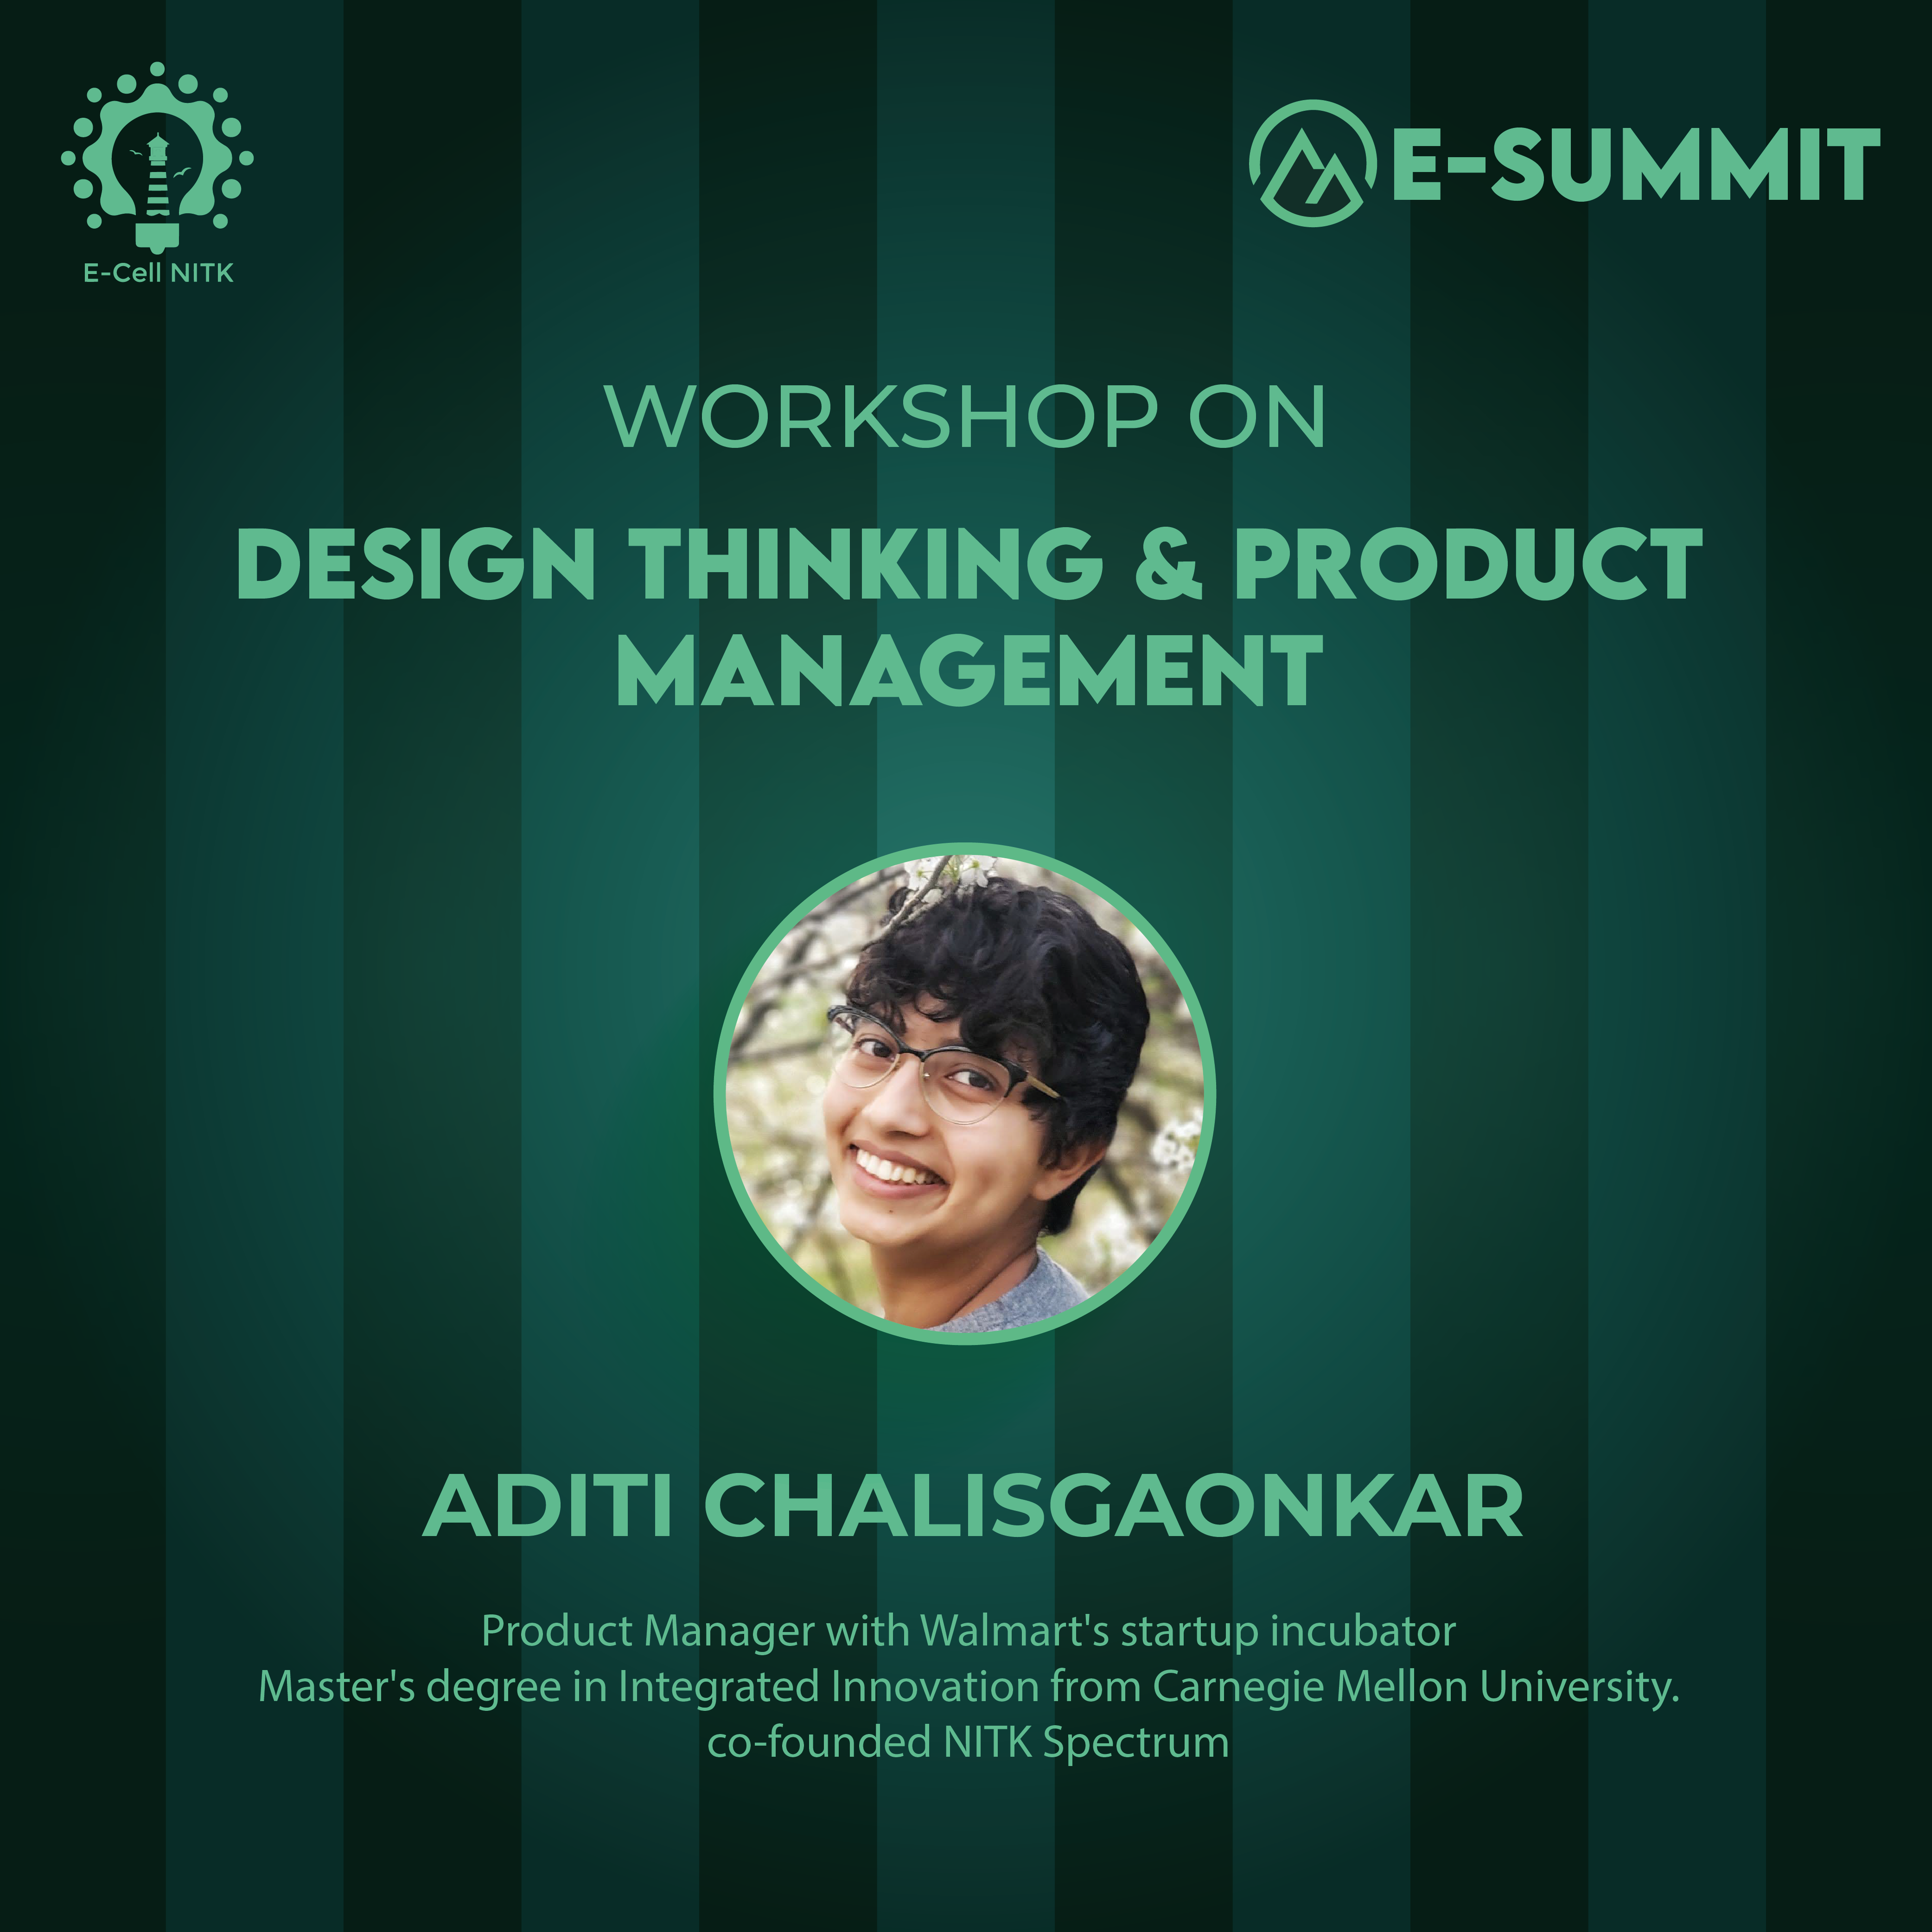 E-Cell NITK
E-SUMMIT
WORKSHOP ON
DESIGN THINKING & PRODUCT
MANAGEMENT
ADITI CHALISGAONKAR
Product Manager with Walmart's startup incubator
Master's degree in Integrated Innovation from Carnegie Mellon University.
co-founded NITK Spectrum